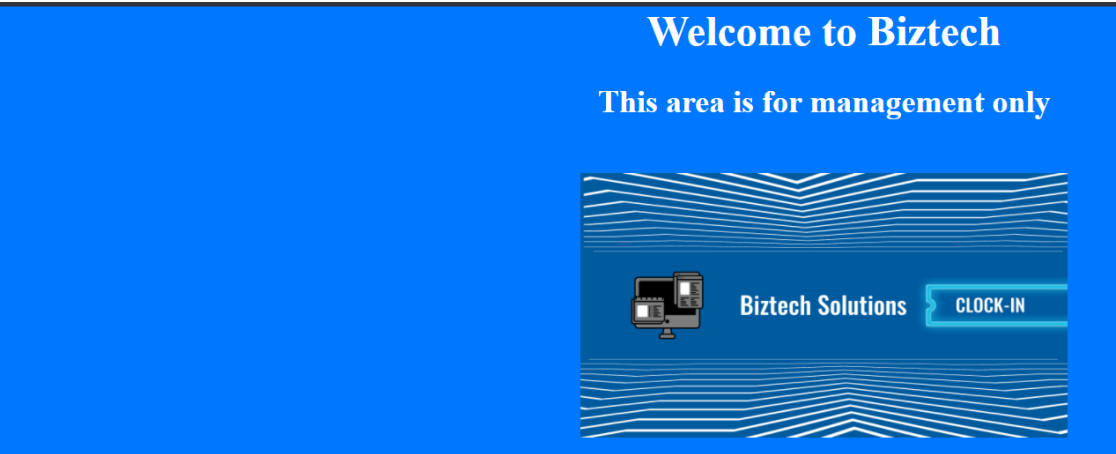 Welcome to Biztech
This area is for management only
Biztech Solutions
CLOCK-IN